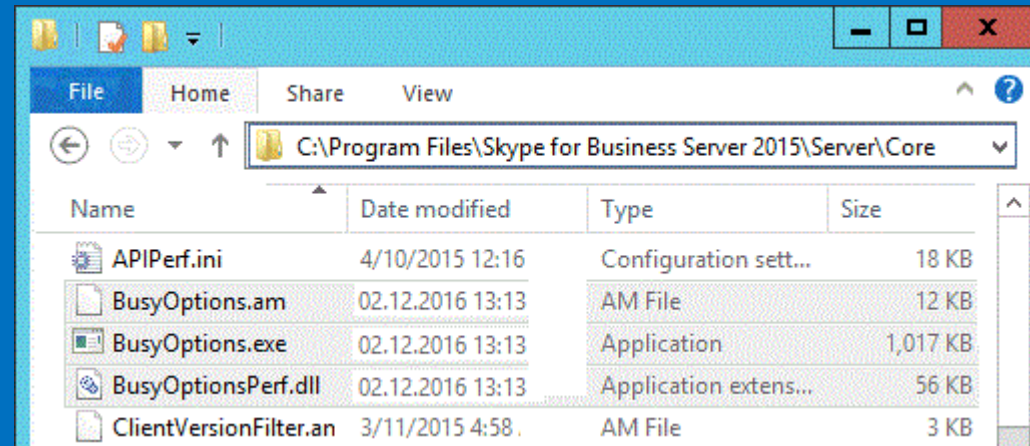 File Home Share View
C:\Program Files\Skype for Business Server 2015\Server\Core
Name Date modified Type Size
APIPerf.ini 4/10/2015 12:16 Configuration sett... 18 KB
BusyOptions.am 02.12.2016 13:13 AM File 12 KB
BusyOptions.exe 02.12.2016 13:13 Application 1,017 KB
BusyOptionsPerf.dll 02.12.2016 13:13 Application extens... 56 KB
ClientVersionFilter.an 3/11/2015 4:58 AM File 3 KB